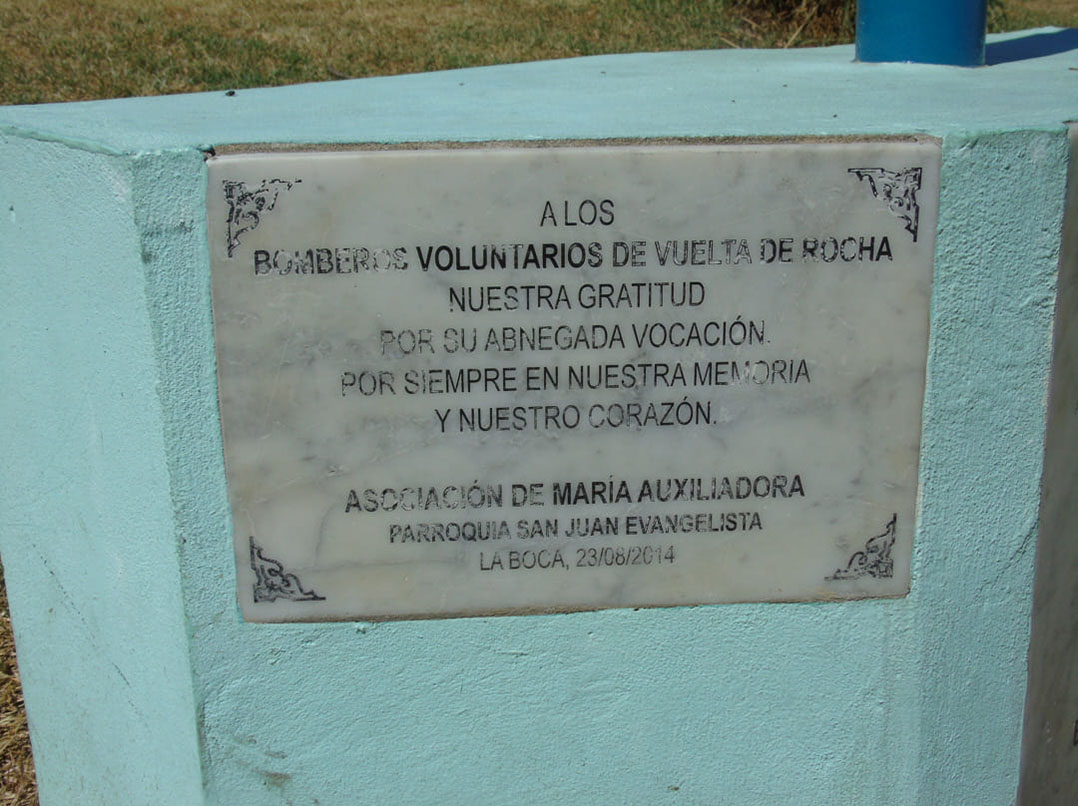 A LOS
BOMBEROS VOLUNTARIOS DE VUELTA DE ROCHA
NUESTRA GRATITUD
POR SU ABNEGADA VOCACIÓN.
POR SIEMPRE EN NUESTRA MEMORIA
Y NUESTRO CORAZÓN.
ASOCIACIÓN DE MARÍA AUXILIADORA
PARROQUIA SAN JUAN EVANGELISTA
LA BOCA, 23/08/2014